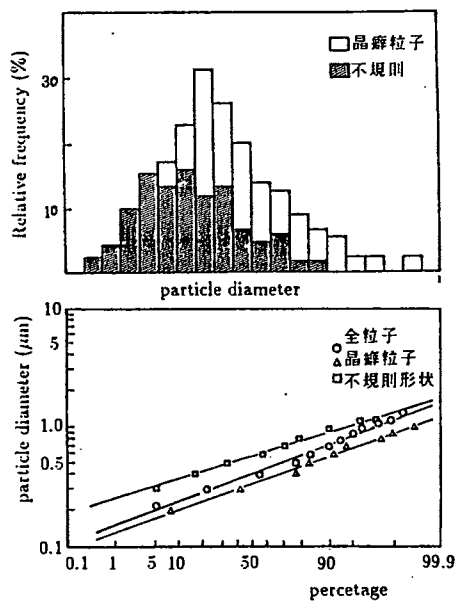 Relative frequency (%)
30
10
晶癖粒子
不規則
1
particle diameter
particle diameter (μm)
10
5
1.0
0.5
0.1
全粒子
晶癖粒子
不規則形状
0.1 1 5 10 50 90 99.9
percetage